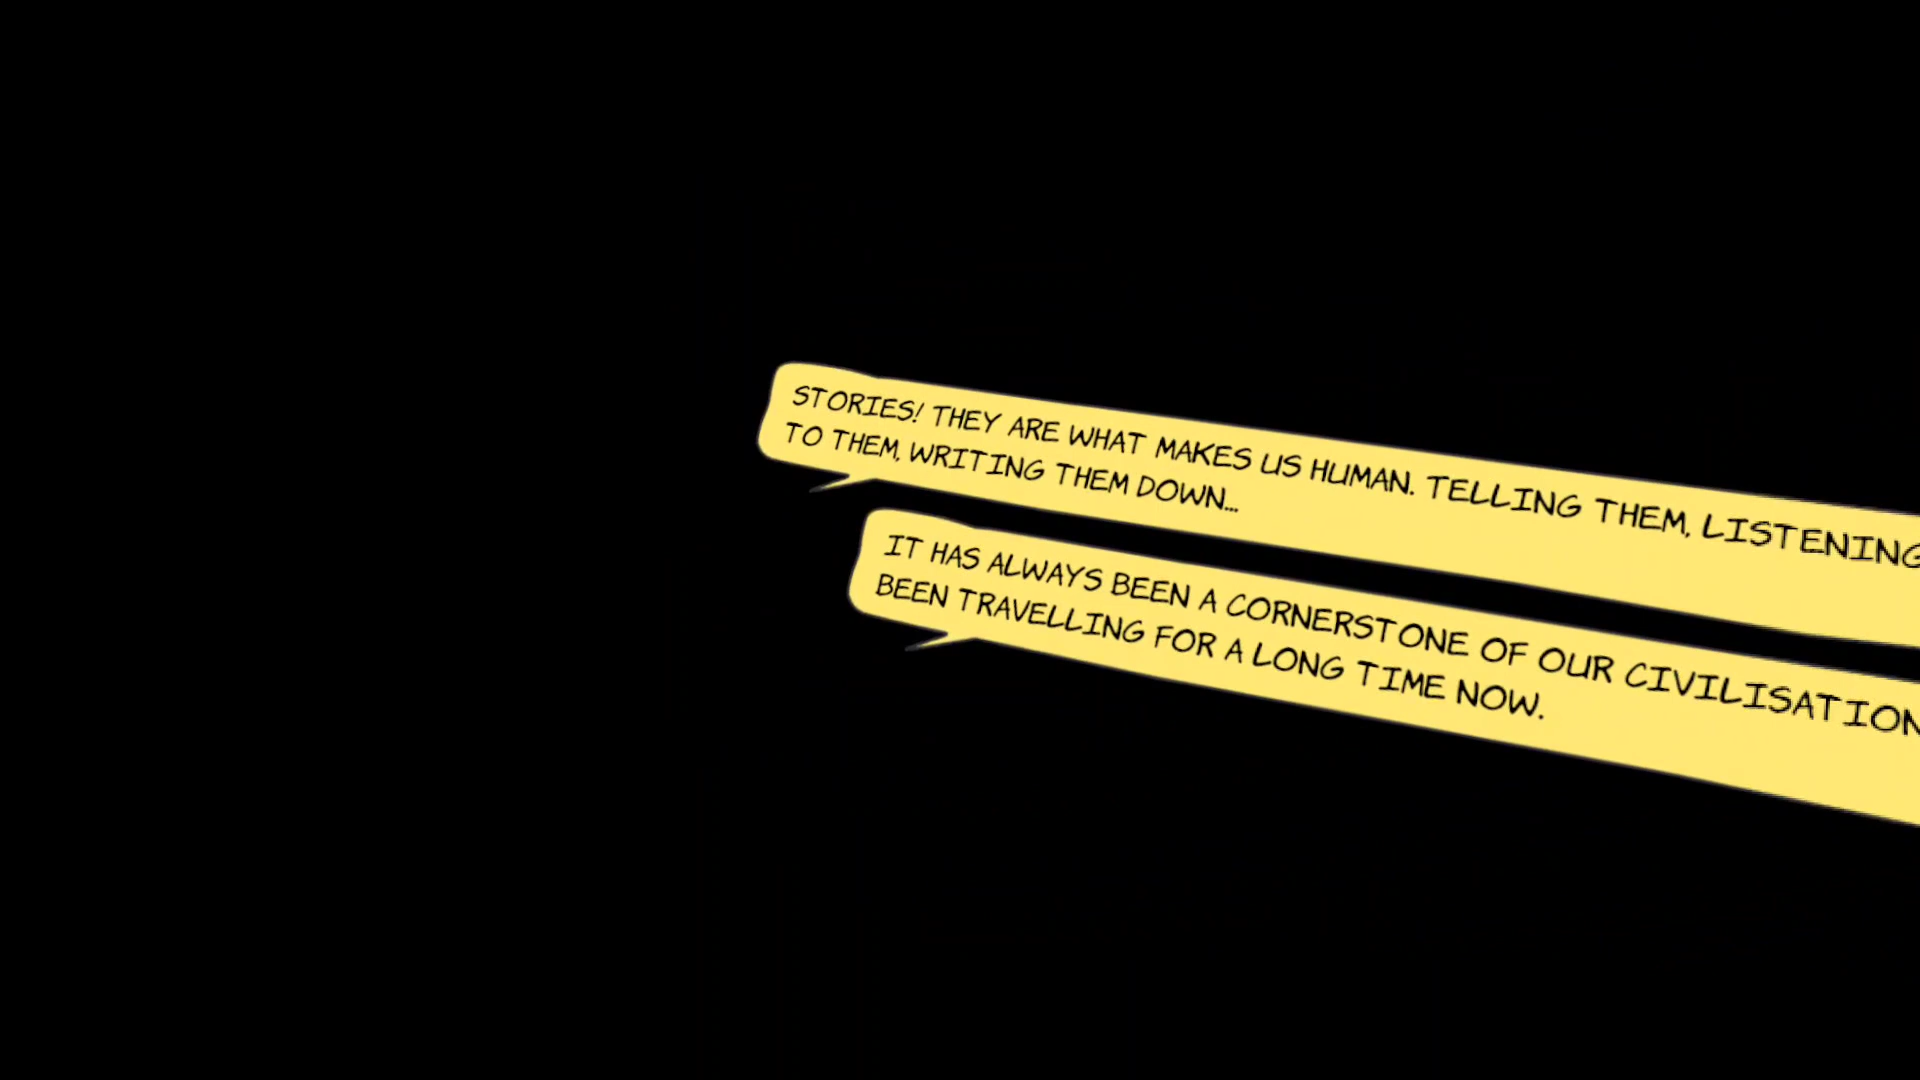 STORIES! THEY ARE WHAT MAKES US HUMAN. TELLING THEM, LISTENING
TO THEM, WRITING THEM DOWN...
IT HAS ALWAYS BEEN A CORNERSTONE OF OUR CIVILISATION
BEEN TRAVELLING FOR A LONG TIME NOW.